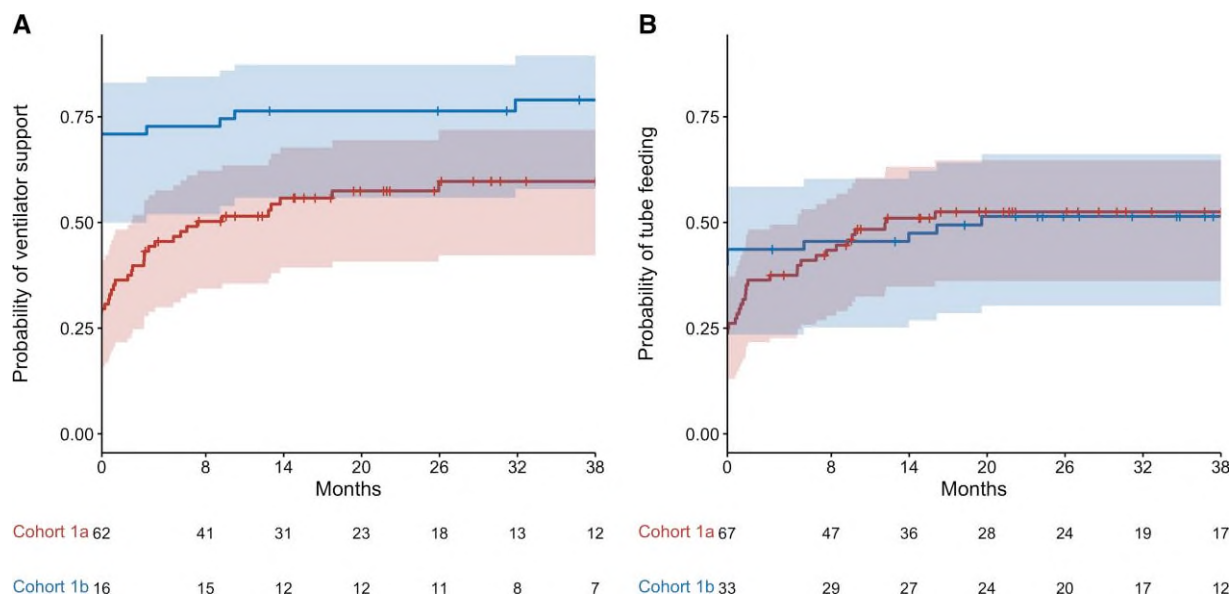 A
Probability of ventilator support
0.75
0.50
0.25
0.00
0 8 14 20 26 32 38
Months
Cohort 1a 62 41 31 23 18 13 12
Cohort 1b 16 15 12 12 11 8 7
B
Probability of tube feeding
0.75
0.50
0.25
0.00
0 8 14 20 26 32 38
Months
Cohort 1a 67 47 36 28 24 19 17
Cohort 1b 33 29 27 24 20 17 12